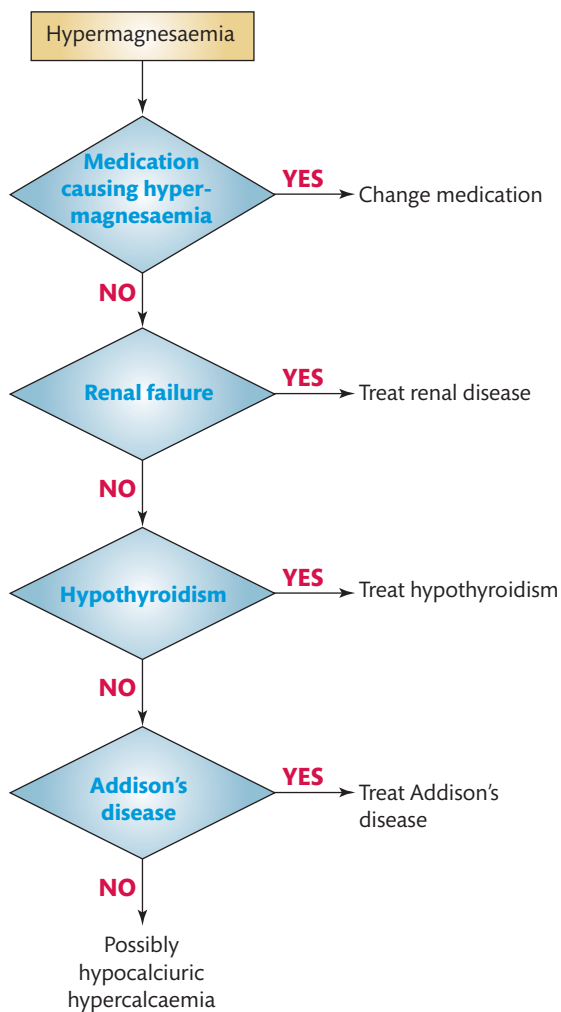 Hypermagnesaemia
Medication
causing hyper-
magnesaemia
YES
Change medication
NO
Renal failure
YES
Treat renal disease
NO
Hypothyroidism
YES
Treat hypothyroidism
NO
Addison's
disease
YES
Treat Addison's
disease
NO
Possibly
hypocalciuric
hypercalcaemia